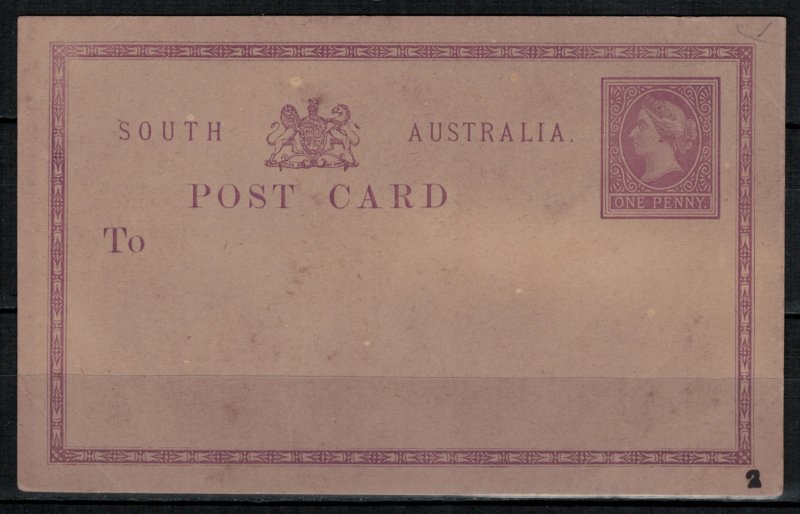 SOUTH AUSTRALIA.
POST CARD
ONE PENNY.
To
2